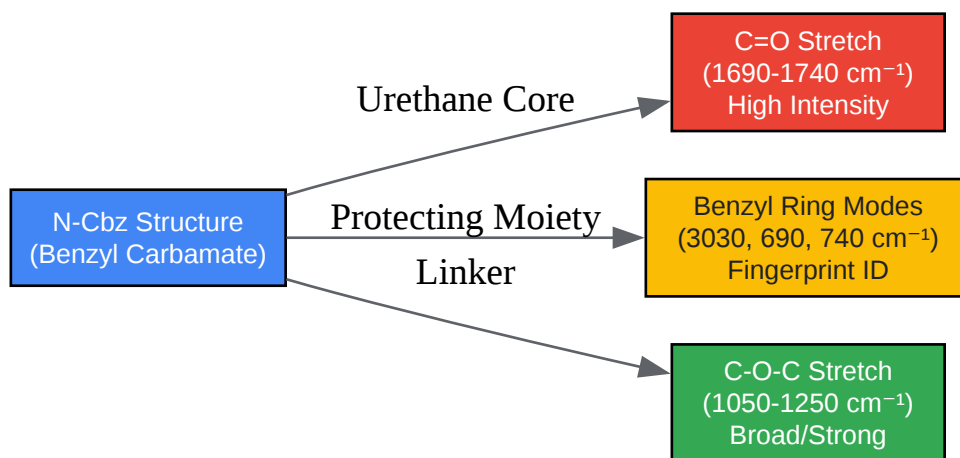 N-Cbz Structure
(Benzyl Carbamate)
Urethane Core
Protecting Moiety
Linker
C=O Stretch
(1690-1740 cm⁻¹)
High Intensity
Benzyl Ring Modes
(3030, 690, 740 cm⁻¹)
Fingerprint ID
C-O-C Stretch
(1050-1250 cm⁻¹)
Broad/Strong